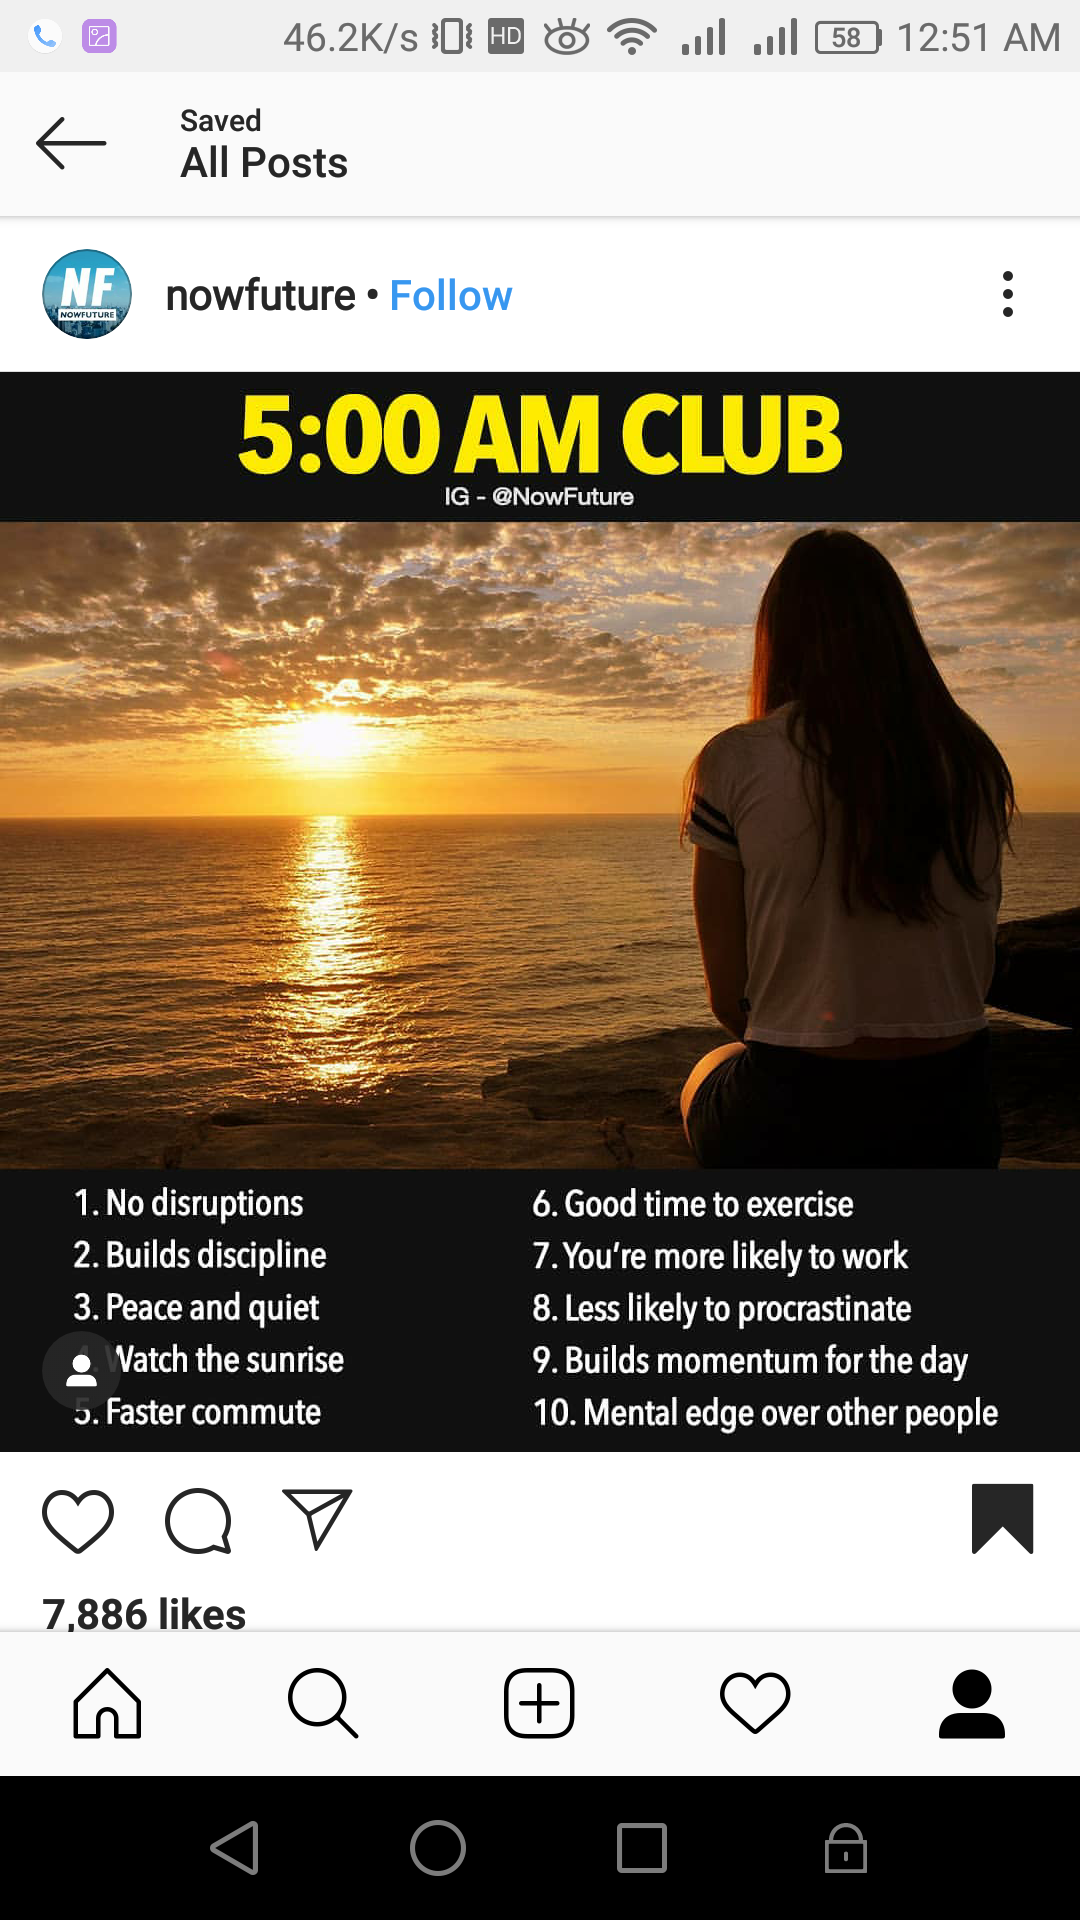 46.2K/s HD 58 12:51 AM
Saved
All Posts
NF
NOWFUTURE
nowfuture • Follow
5:00 AM CLUB
IG - @NowFuture
1. No disruptions
2. Builds discipline
3. Peace and quiet
4. Watch the sunrise
5. Faster commute
6. Good time to exercise
7. You're more likely to work
8. Less likely to procrastinate
9. Builds momentum for the day
10. Mental edge over other people
7,886 likes